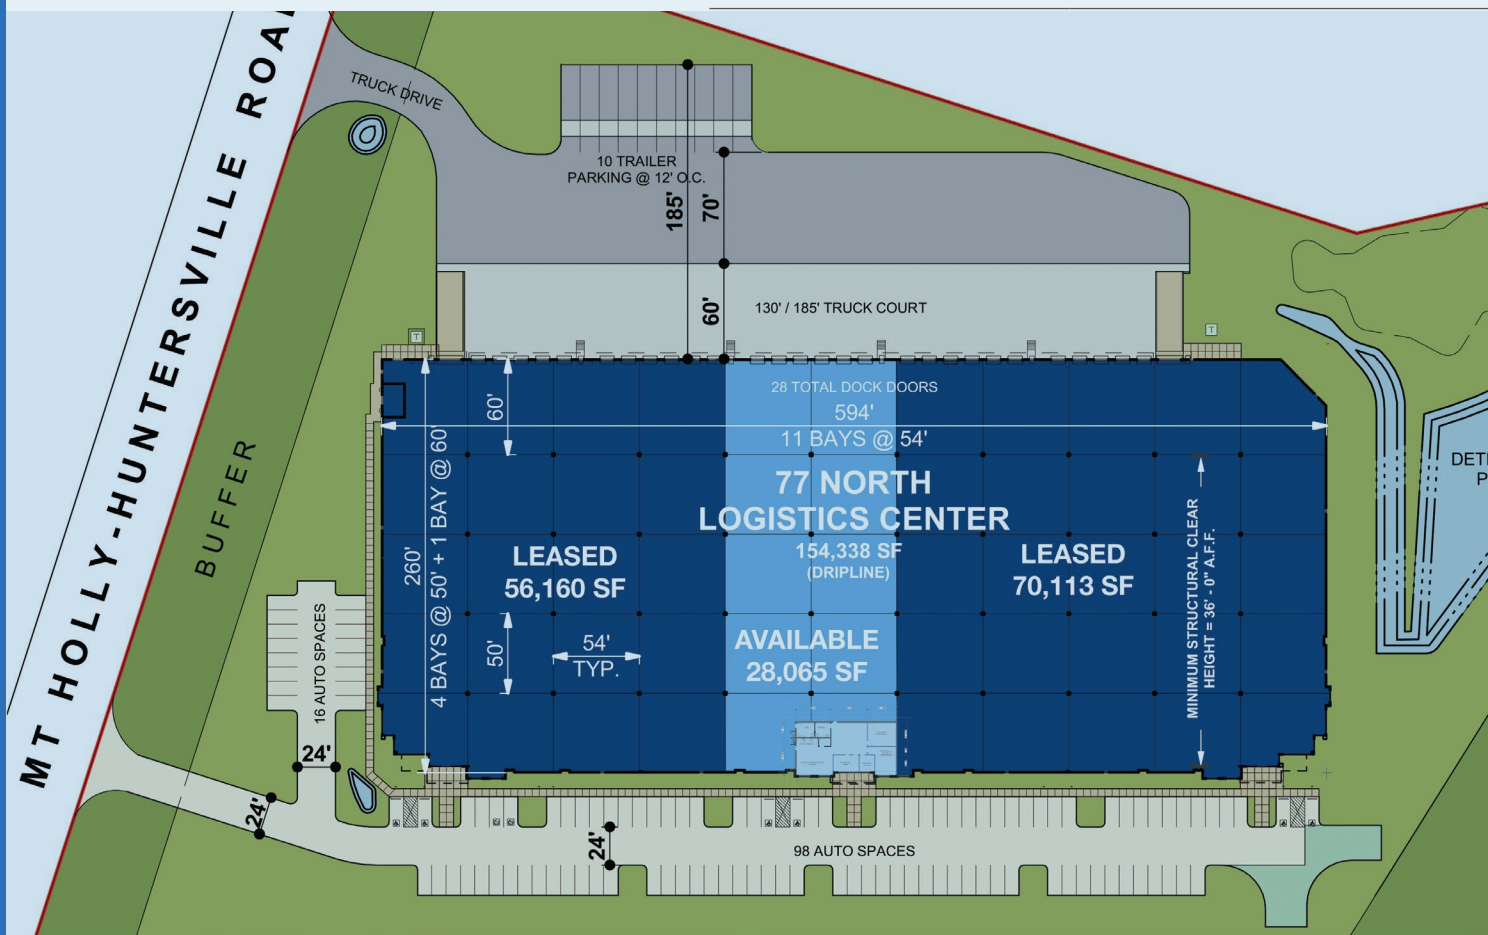 MT HOLLY-HUNTERSVILLE ROA
TRUCK DRIVE
10 TRAILER
PARKING @ 12' O.C.
185'
70'
60'
130' / 185' TRUCK COURT
T
T
BUFFER
28 TOTAL DOCK DOORS
594'
11 BAYS @ 54'
60'
260'
4 BAYS @ 50' + 1 BAY @ 60'
77 NORTH
LOGISTICS CENTER
154,338 SF
(DRIPLINE)
LEASED
56,160 SF
LEASED
70,113 SF
MINIMUM STRUCTURAL CLEAR
HEIGHT = 36' - 0" A.F.F.
50'
54'
TYP.
AVAILABLE
28,065 SF
DET
P
16 AUTO SPACES
24'
24'
24'
98 AUTO SPACES